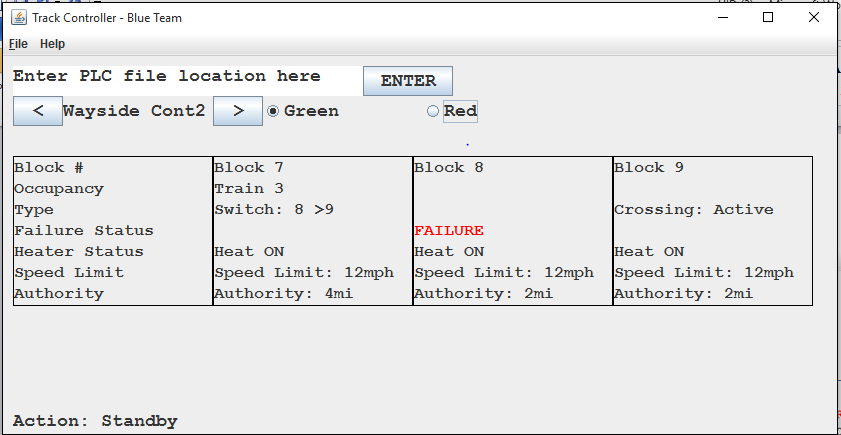 Track Controller - Blue Team
File Help
Enter PLC file location here ENTER
< Wayside Cont2 > Green Red
Block # Block 7 Block 8 Block 9
Occupancy Train 3
Type Switch: 8 >9 Crossing: Active
Failure Status FAILURE
Heater Status Heat ON Heat ON Heat ON
Speed Limit Speed Limit: 12mph Speed Limit: 12mph Speed Limit: 12mph
Authority Authority: 4mi Authority: 2mi Authority: 2mi
Action: Standby